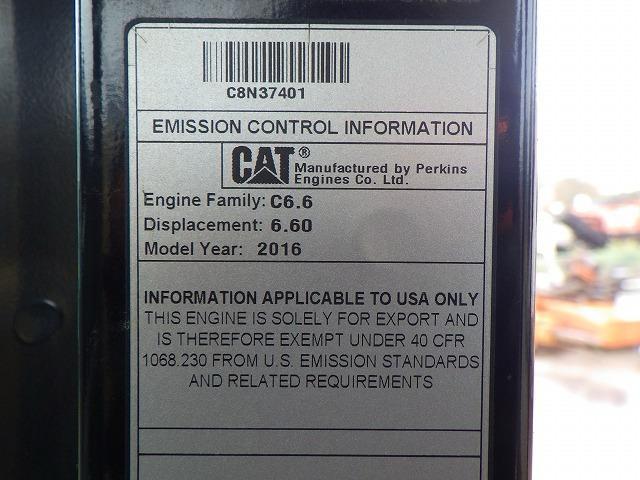 C8N37401
EMISSION CONTROL INFORMATION
CAT®
Manufactured by Perkins
Engines Co. Ltd.
Engine Family: C6.6
Displacement: 6.60
Model Year: 2016
INFORMATION APPLICABLE TO USA ONLY
THIS ENGINE IS SOLELY FOR EXPORT AND
IS THEREFORE EXEMPT UNDER 40 CFR
1068.230 FROM U.S. EMISSION STANDARDS
AND RELATED REQUIREMENTS